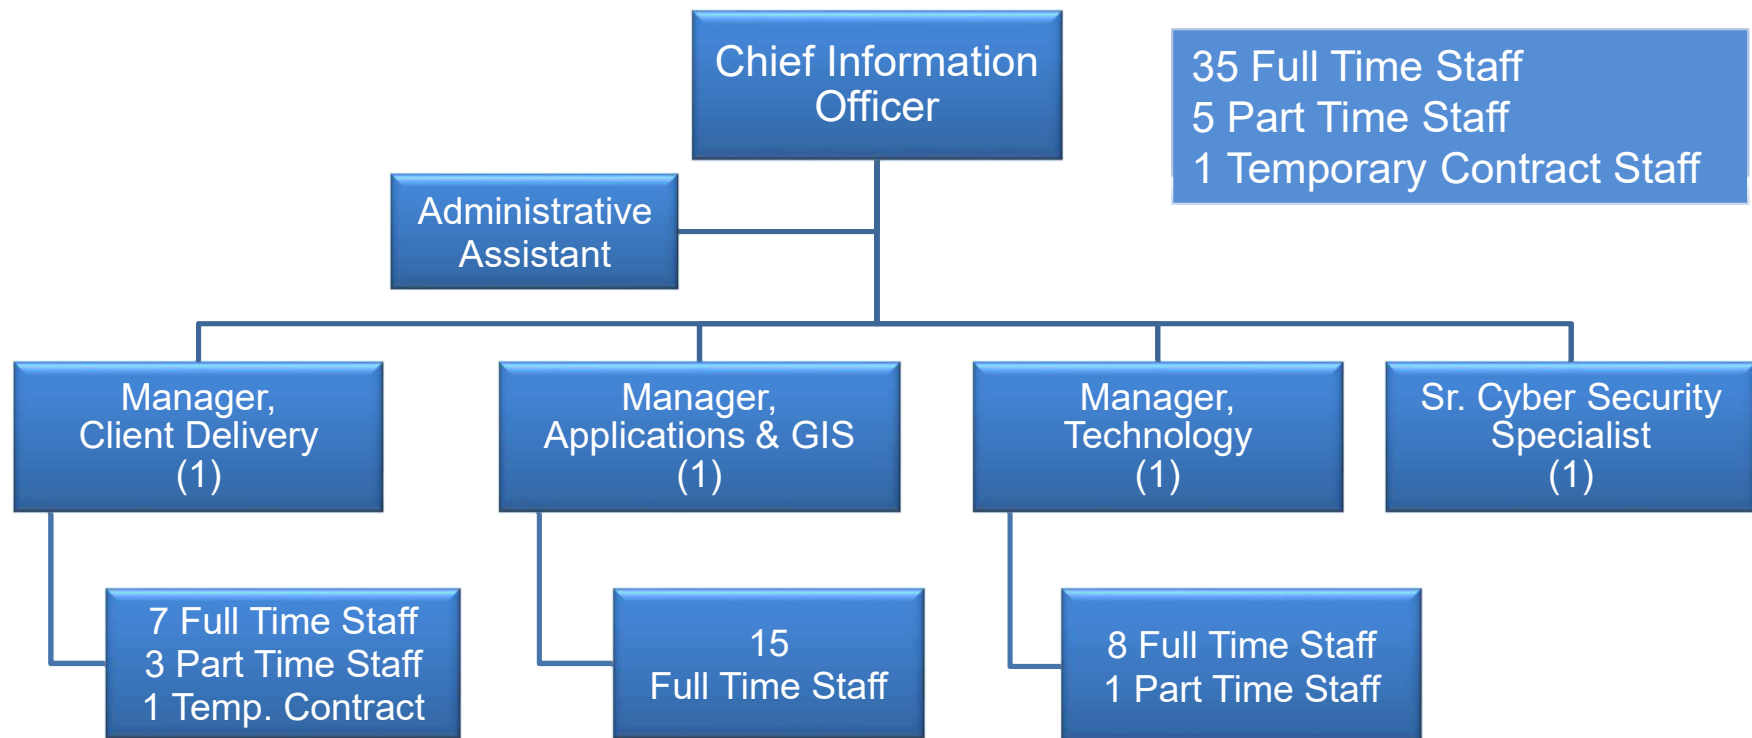 Chief Information
Officer
35 Full Time Staff
5 Part Time Staff
1 Temporary Contract Staff
Administrative
Assistant
Manager,
Client Delivery
(1)
Manager,
Applications & GIS
(1)
Manager,
Technology
(1)
Sr. Cyber Security
Specialist
(1)
7 Full Time Staff
3 Part Time Staff
1 Temp. Contract
15
Full Time Staff
8 Full Time Staff
1 Part Time Staff